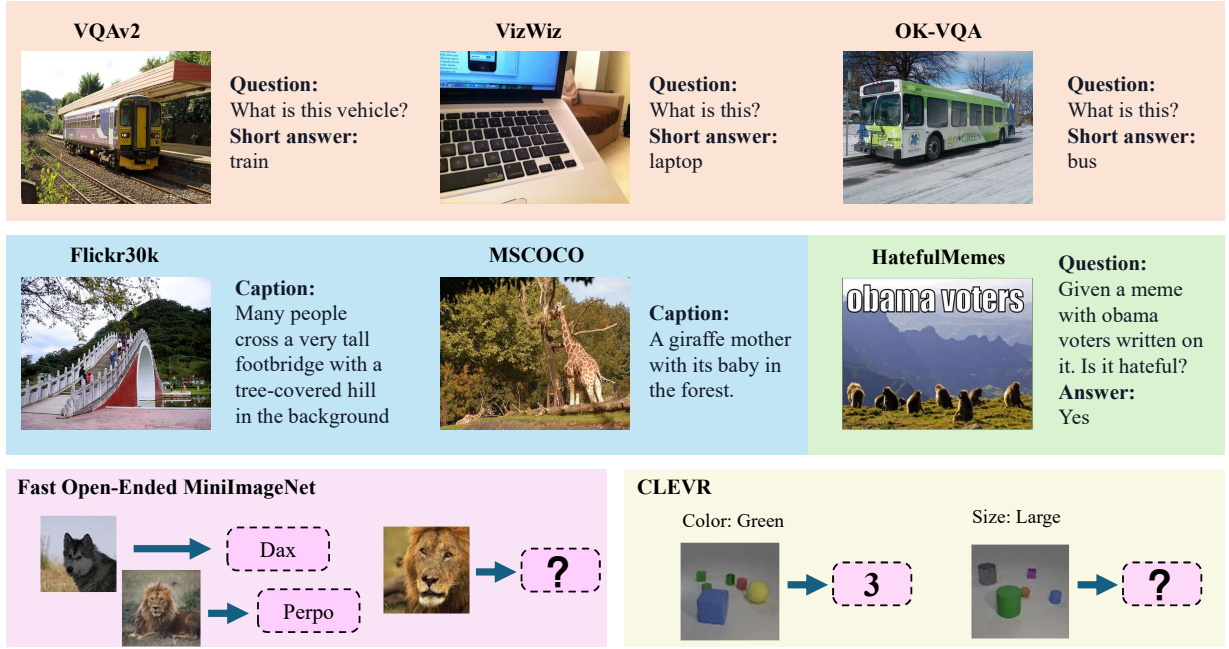 VQAv2
Question:
What is this vehicle?
Short answer:
train
VizWiz
Question:
What is this?
Short answer:
laptop
OK-VQA
Question:
What is this?
Short answer:
bus
Flickr30k
Caption:
Many people
cross a very tall
footbridge with a
tree-covered hill
in the background
MSCOCO
Caption:
A giraffe mother
with its baby in
the forest.
HatefulMemes
obama voters
Question:
Given a meme
with obama
voters written on
it. Is it hateful?
Answer:
Yes
Fast Open-Ended MiniImageNet
Dax
Perpo
?
CLEVR
Color: Green
3
Size: Large
?